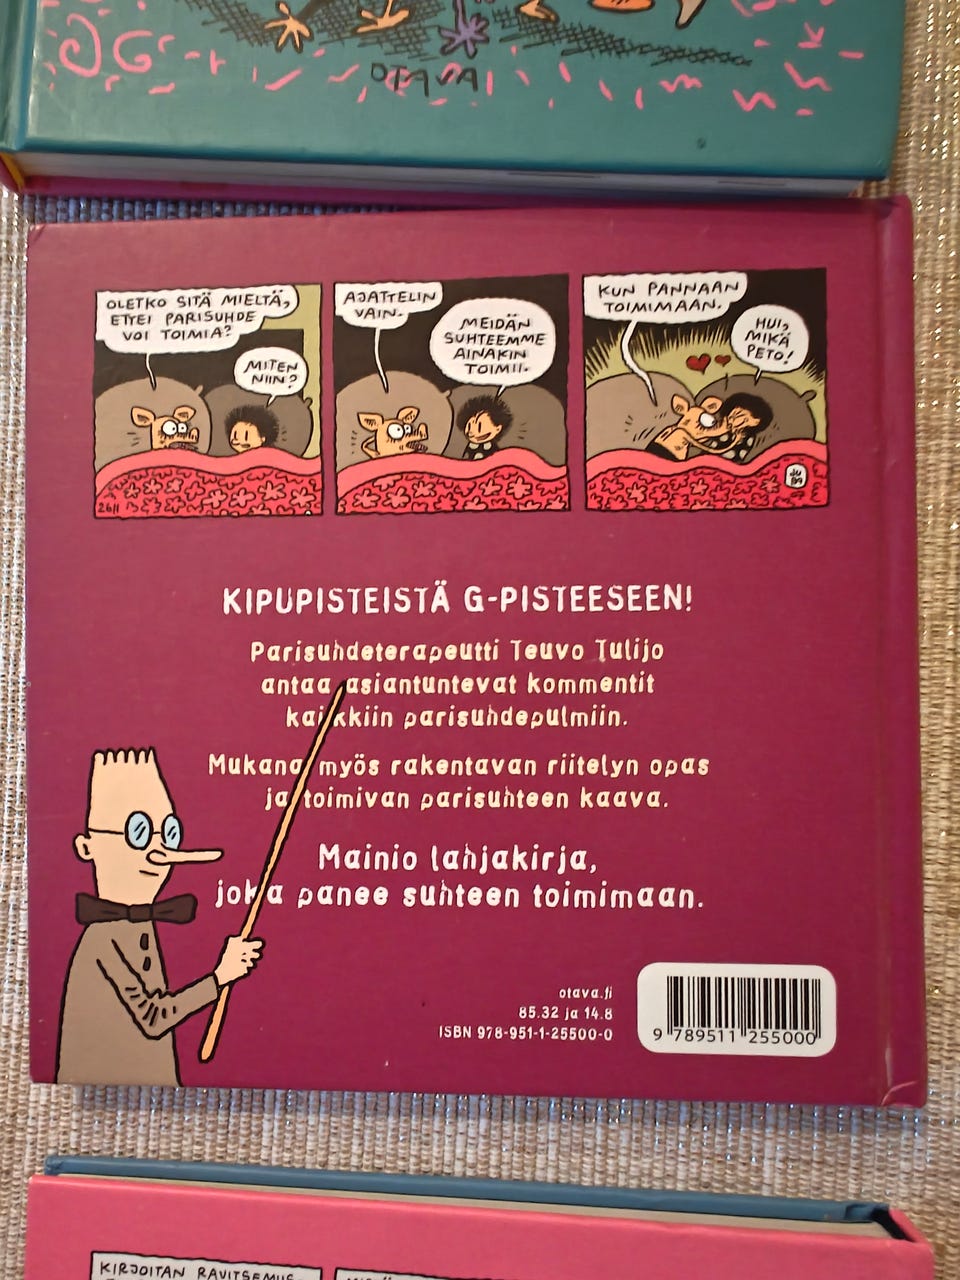 OTAVA
OLETKO SITÄ MIELTÄ,
ETTEI PARISUHDE
VOI TOIMIA?
MITEN
NIIN?
26/1
AJATTELIN
VAIN.
MEIDÄN
SUHTEEMME
AINAKIN
TOIMII.
KUN PANNAAN
TOIMIMAAN.
HUI,
MIKÄ
PETO!
KIPUPISTEISTÄ G-PISTEESEEN!
Parisuhdeterapeutti Teuvo Tulijo
antaa asiantuntevat kommentit
kaikkiin parisuhdepulmiin.
Mukana myös rakentavan riitelyn opas
ja toimivan parisuhteen kaava.
Mainio lahjakirja,
joka panee suhteen toimimaan.
otava.fi
85.32 ja 14.8
ISBN 978-951-1-25500-0
9 789511 255000
KIRJOITAN RAVITSEMUS-